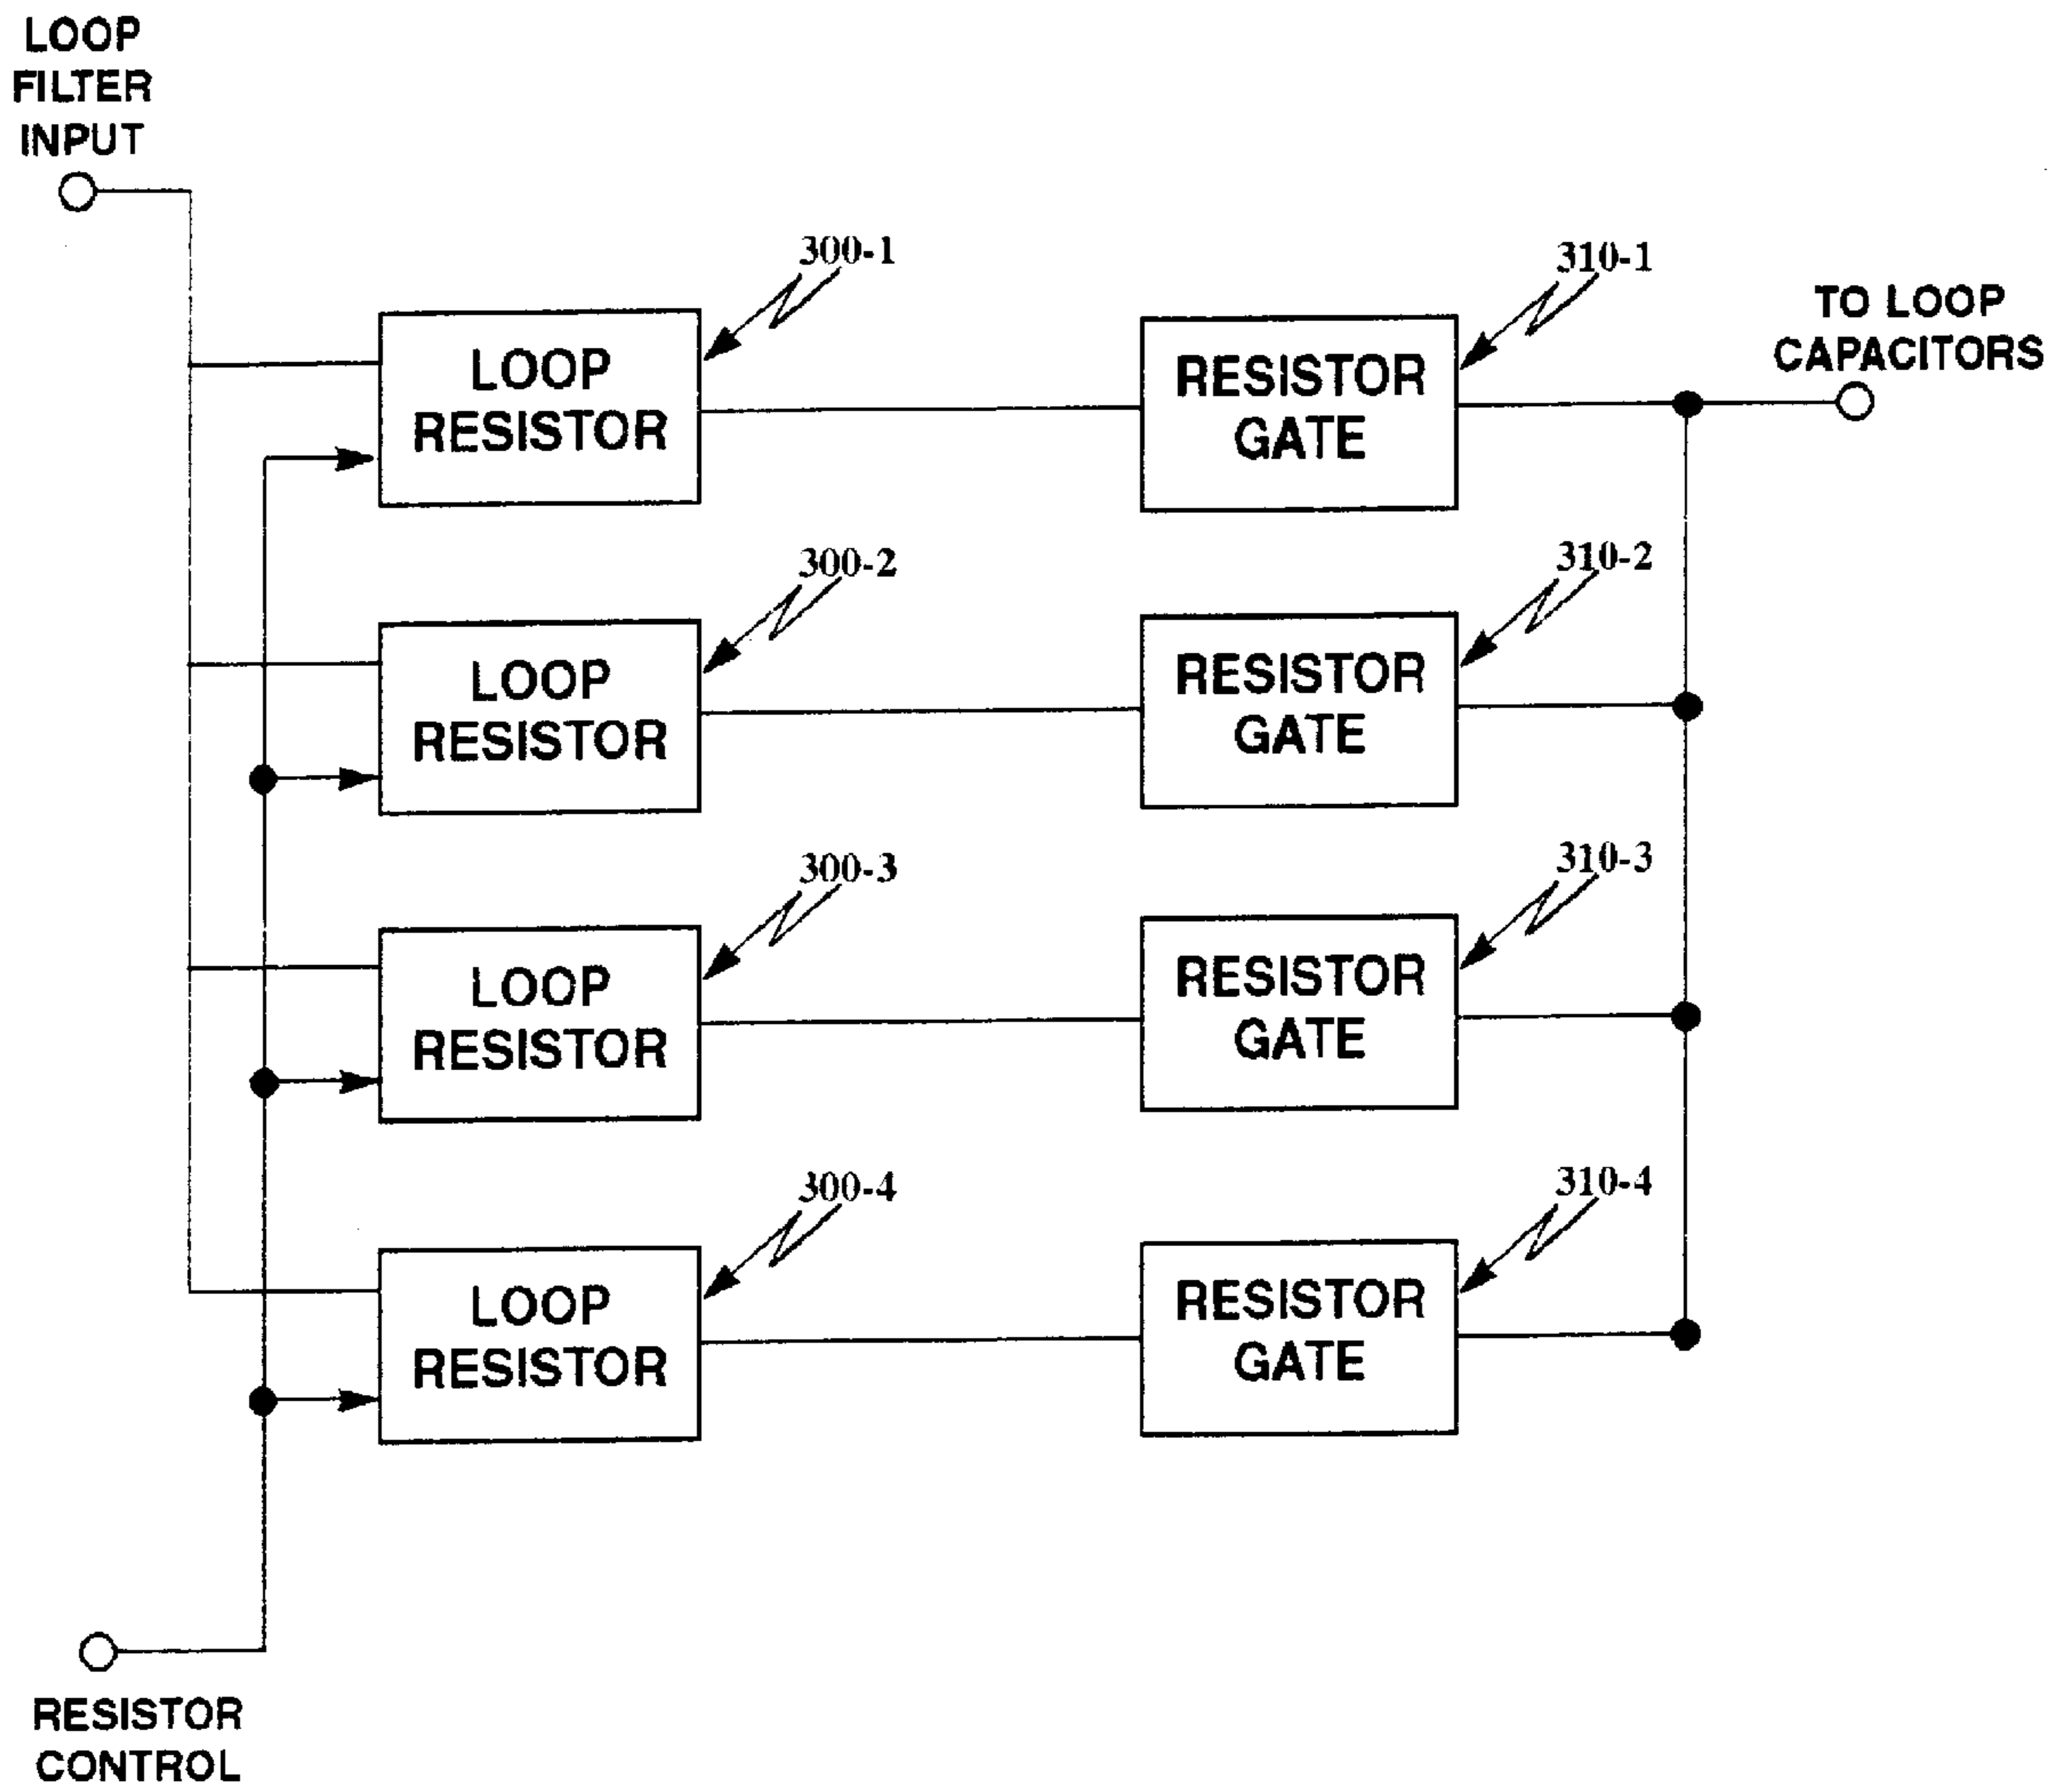 LOOP
FILTER
INPUT
300-1
310-1
TO LOOP
CAPACITORS
LOOP
RESISTOR
RESISTOR
GATE
300-2
310-2
LOOP
RESISTOR
RESISTOR
GATE
300-3
310-3
LOOP
RESISTOR
RESISTOR
GATE
300-4
310-4
LOOP
RESISTOR
RESISTOR
GATE
RESISTOR
CONTROL